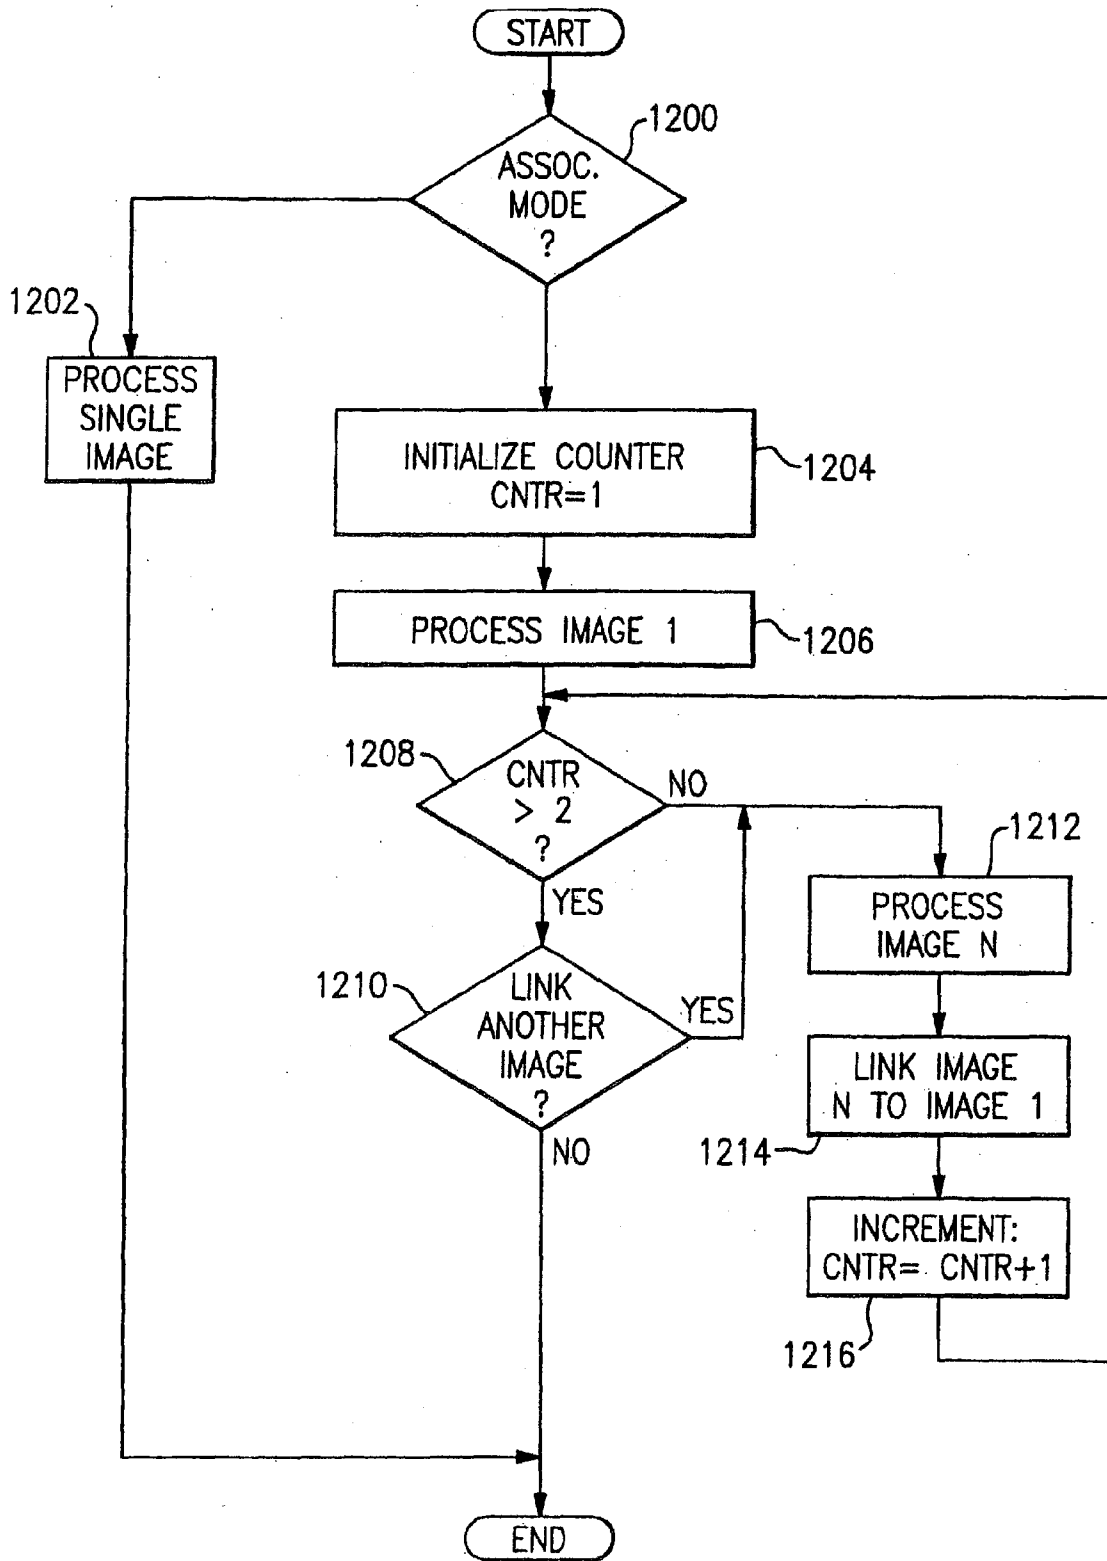 START
1200
ASSOC.
MODE
?
1202
PROCESS
SINGLE
IMAGE
INITIALIZE COUNTER
CNTR=1
1204
PROCESS IMAGE 1
1206
1208
CNTR
> 2
?
NO
YES
1212
PROCESS
IMAGE N
1210
LINK
ANOTHER
IMAGE
?
YES
NO
LINK IMAGE
N TO IMAGE 1
1214
INCREMENT:
CNTR= CNTR+1
1216
END